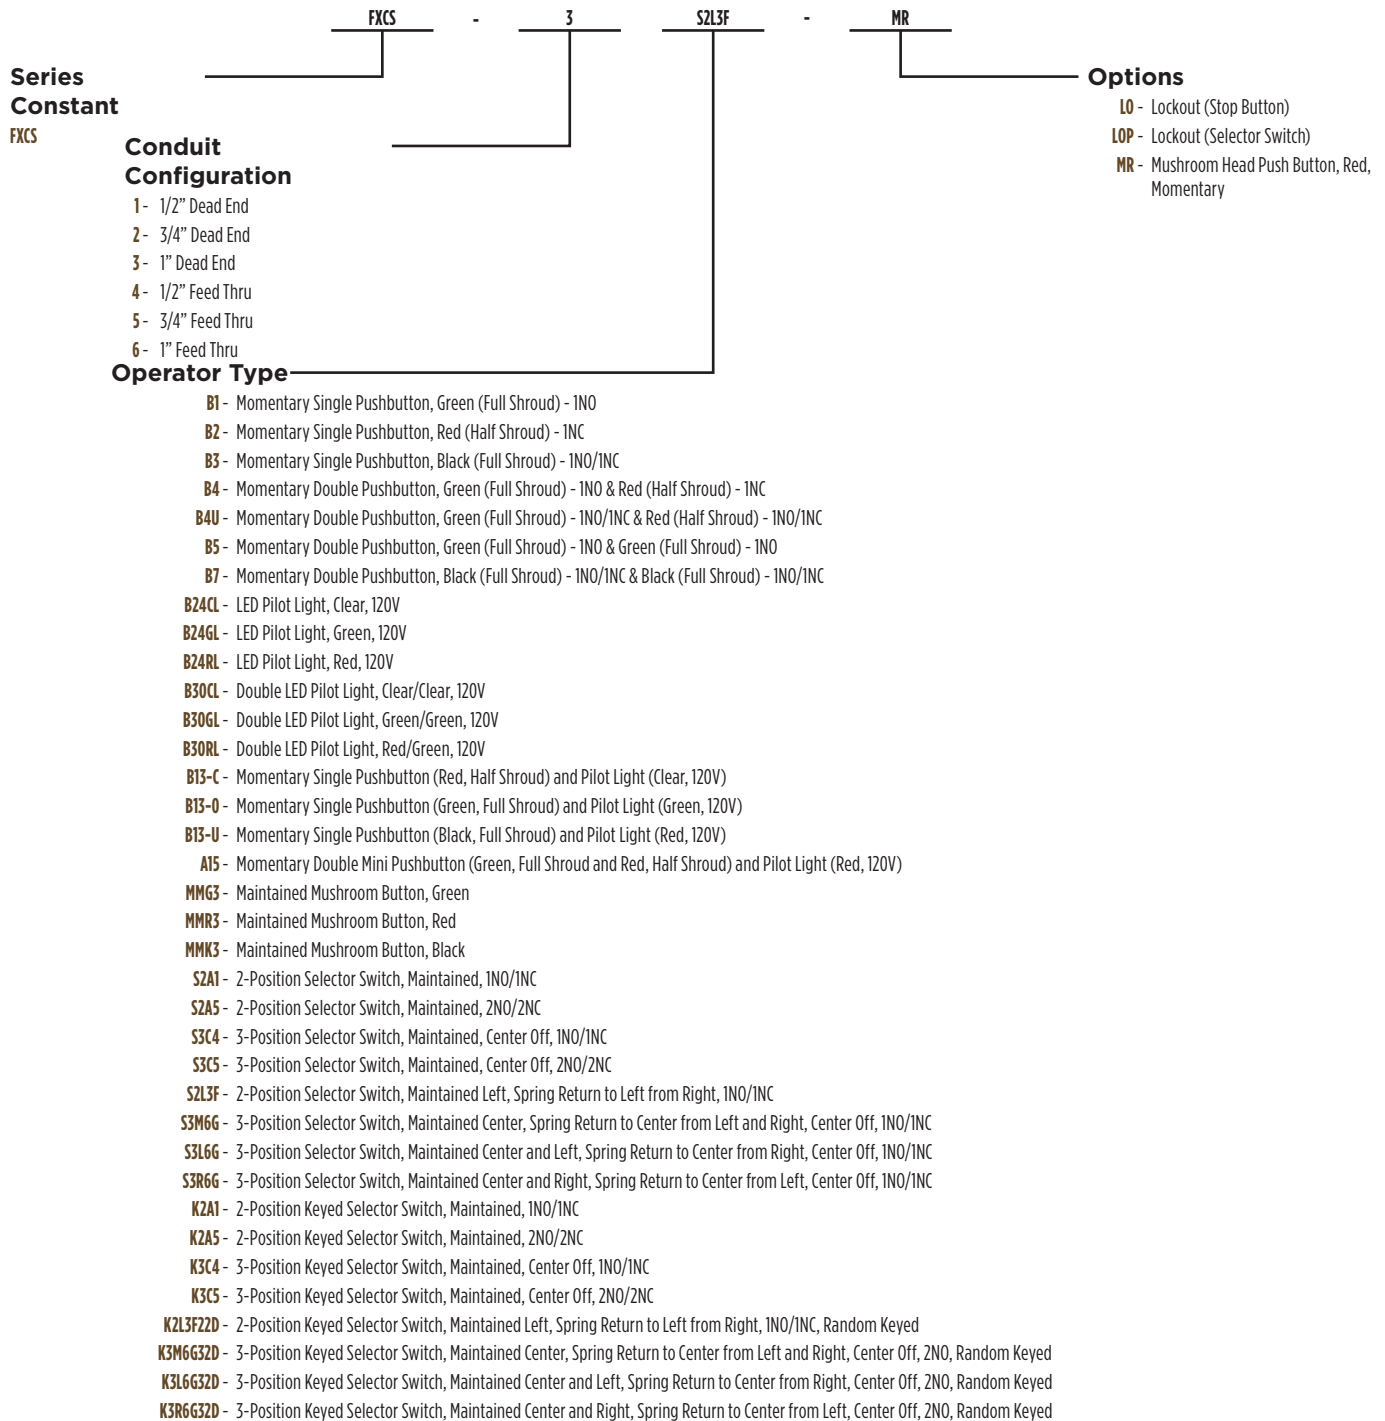 FXCS - 3 S2L3F - MR
Series
Constant
FXCS
Conduit
Configuration
1 - 1/2” Dead End
2 - 3/4” Dead End
3 - 1” Dead End
4 - 1/2” Feed Thru
5 - 3/4” Feed Thru
6 - 1” Feed Thru
Options
LO - Lockout (Stop Button)
LOP - Lockout (Selector Switch)
MR - Mushroom Head Push Button, Red,
Momentary
Operator Type
B1 - Momentary Single Pushbutton, Green (Full Shroud) - 1NO
B2 - Momentary Single Pushbutton, Red (Half Shroud) - 1NC
B3 - Momentary Single Pushbutton, Black (Full Shroud) - 1NO/1NC
B4 - Momentary Double Pushbutton, Green (Full Shroud) - 1NO & Red (Half Shroud) - 1NC
B4U - Momentary Double Pushbutton, Green (Full Shroud) - 1NO/1NC & Red (Half Shroud) - 1NO/1NC
B5 - Momentary Double Pushbutton, Green (Full Shroud) - 1NO & Green (Full Shroud) - 1NO
B7 - Momentary Double Pushbutton, Black (Full Shroud) - 1NO/1NC & Black (Full Shroud) - 1NO/1NC
B24CL - LED Pilot Light, Clear, 120V
B24GL - LED Pilot Light, Green, 120V
B24RL - LED Pilot Light, Red, 120V
B30CL - Double LED Pilot Light, Clear/Clear, 120V
B30GL - Double LED Pilot Light, Green/Green, 120V
B30RL - Double LED Pilot Light, Red/Green, 120V
B13-C - Momentary Single Pushbutton (Red, Half Shroud) and Pilot Light (Clear, 120V)
B13-O - Momentary Single Pushbutton (Green, Full Shroud) and Pilot Light (Green, 120V)
B13-U - Momentary Single Pushbutton (Black, Full Shroud) and Pilot Light (Red, 120V)
A15 - Momentary Double Mini Pushbutton (Green, Full Shroud and Red, Half Shroud) and Pilot Light (Red, 120V)
MMG3 - Maintained Mushroom Button, Green
MMR3 - Maintained Mushroom Button, Red
MMK3 - Maintained Mushroom Button, Black
S2A1 - 2-Position Selector Switch, Maintained, 1NO/1NC
S2A5 - 2-Position Selector Switch, Maintained, 2NO/2NC
S3C4 - 3-Position Selector Switch, Maintained, Center Off, 1NO/1NC
S3C5 - 3-Position Selector Switch, Maintained, Center Off, 2NO/2NC
S2L3F - 2-Position Selector Switch, Maintained Left, Spring Return to Left from Right, 1NO/1NC
S3M6G - 3-Position Selector Switch, Maintained Center, Spring Return to Center from Left and Right, Center Off, 1NO/1NC
S3L6G - 3-Position Selector Switch, Maintained Center and Left, Spring Return to Center from Right, Center Off, 1NO/1NC
S3R6G - 3-Position Selector Switch, Maintained Center and Right, Spring Return to Center from Left, Center Off, 1NO/1NC
K2A1 - 2-Position Keyed Selector Switch, Maintained, 1NO/1NC
K2A5 - 2-Position Keyed Selector Switch, Maintained, 2NO/2NC
K3C4 - 3-Position Keyed Selector Switch, Maintained, Center Off, 1NO/1NC
K3C5 - 3-Position Keyed Selector Switch, Maintained, Center Off, 2NO/2NC
K2L3F22D - 2-Position Keyed Selector Switch, Maintained Left, Spring Return to Left from Right, 1NO/1NC, Random Keyed
K3M6G32D - 3-Position Keyed Selector Switch, Maintained Center, Spring Return to Center from Left and Right, Center Off, 2NO, Random Keyed
K3L6G32D - 3-Position Keyed Selector Switch, Maintained Center and Left, Spring Return to Center from Right, Center Off, 2NO, Random Keyed
K3R6G32D - 3-Position Keyed Selector Switch, Maintained Center and Right, Spring Return to Center from Left, Center Off, 2NO, Random Keyed